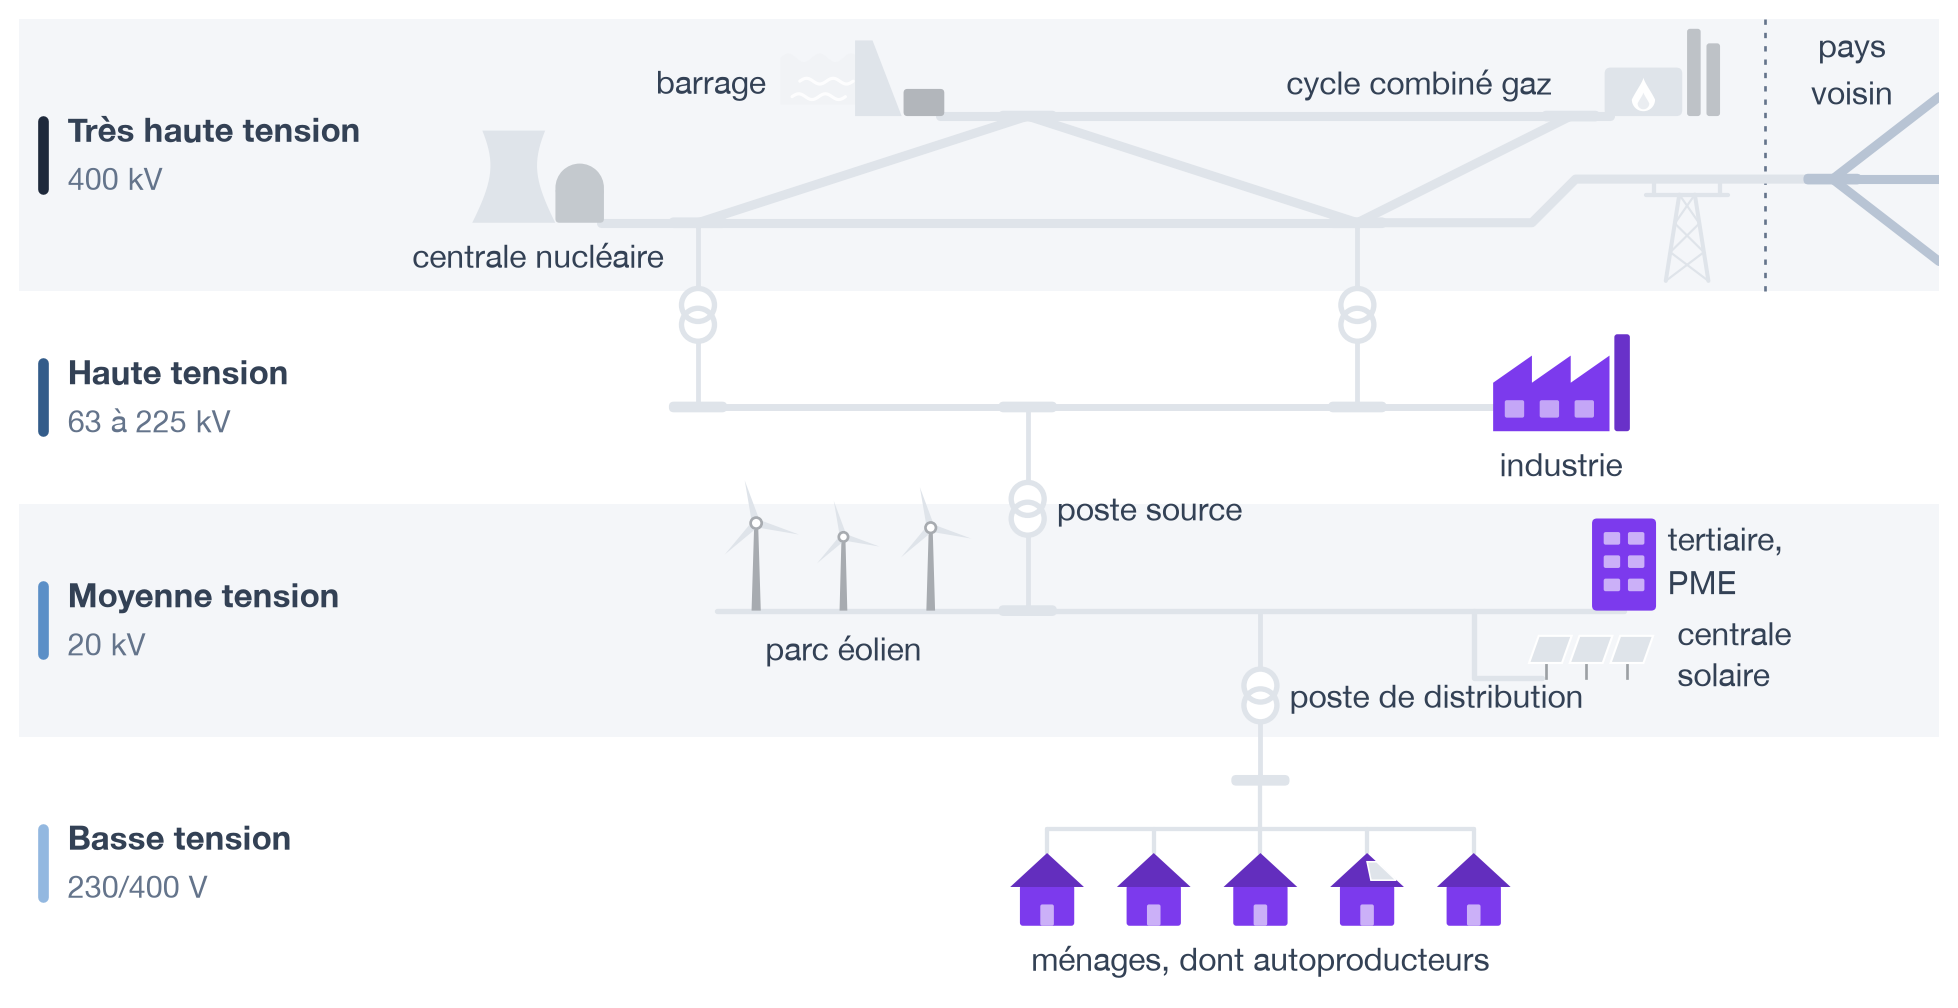 pays
voisin
barrage
cycle combiné gaz
Très haute tension
400 kV
centrale nucléaire
Haute tension
63 à 225 kV
industrie
poste source
tertiaire,
PME
Moyenne tension
20 kV
parc éolien
centrale
solaire
poste de distribution
Basse tension
230/400 V
ménages, dont autoproducteurs